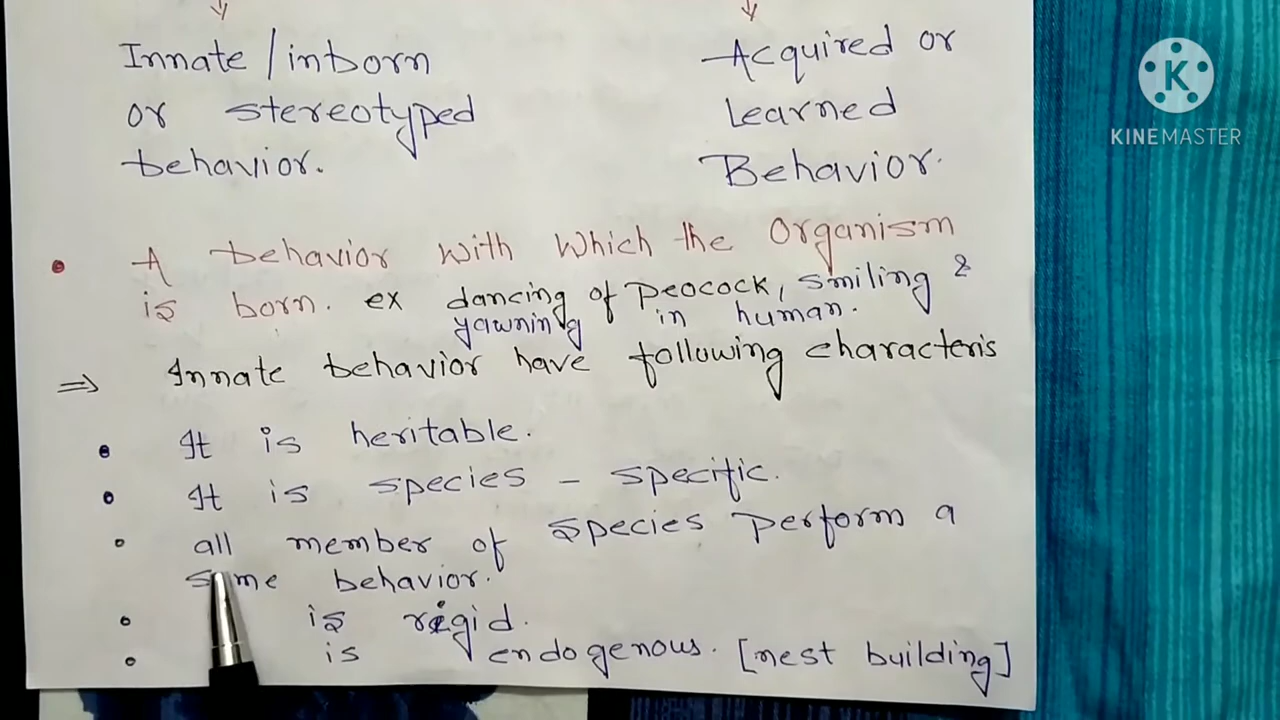 Innate / inborn
or stereotyped
behavior.
Acquired or
Learned
Behavior.
A behavior with which the Organism
is born. ex dancing of peocock, smiling &
yawning in human.
⇒ Innate behavior have following characteris
• It is heritable.
• It is species - specific.
• all member of species perform a
same behavior.
• is rigid.
• is endogenous. [nest building]
K
KINEMASTER